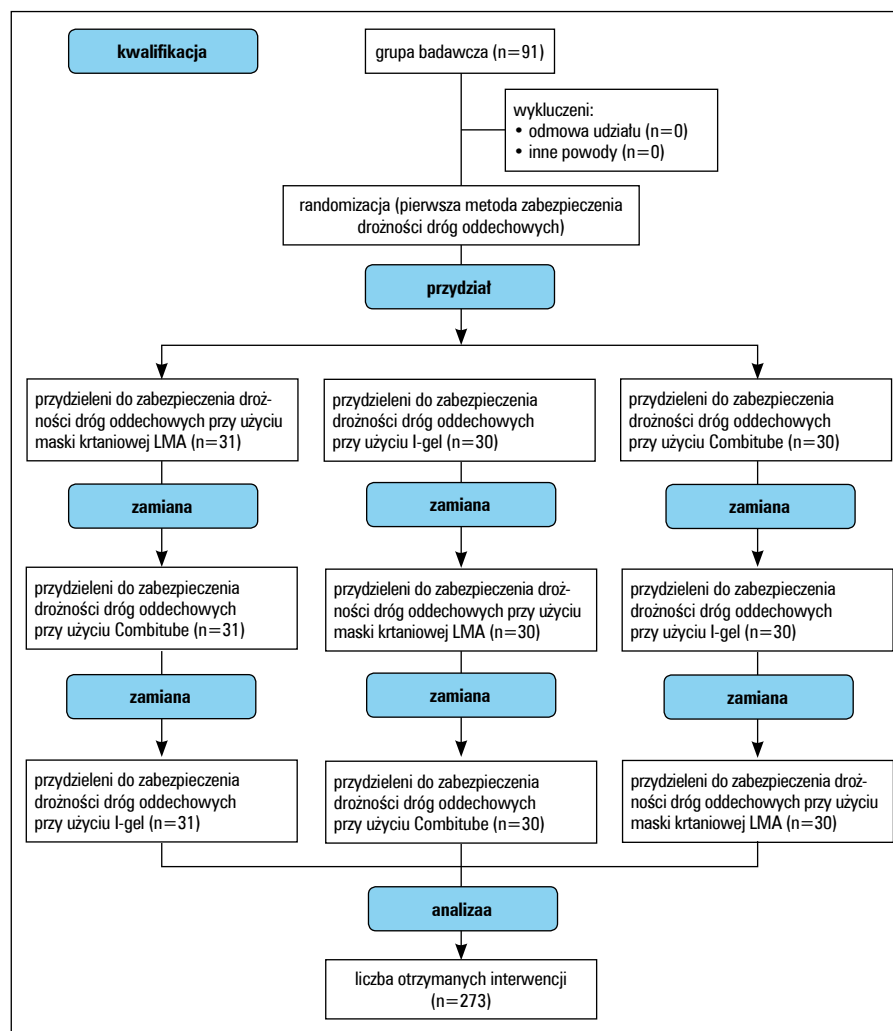 kwalifikacja
grupa badawcza (n=91)
wykluczeni:
• odmowa udziału (n=0)
• inne powody (n=0)
randomizacja (pierwsza metoda zabezpieczenia
drożności dróg oddechowych)
przydział
przydzieleni do zabezpieczenia droż-
ności dróg oddechowych przy użyciu
maski krtaniowej LMA (n=31)
przydzieleni do zabezpieczenia
drożności dróg oddechowych
przy użyciu I-gel (n=30)
przydzieleni do zabezpieczenia
drożności dróg oddechowych
przy użyciu Combitube (n=30)
zamiana
zamiana
zamiana
przydzieleni do zabezpieczenia
drożności dróg oddechowych
przy użyciu Combitube (n=31)
przydzieleni do zabezpieczenia droż-
ności dróg oddechowych przy użyciu
maski krtaniowej LMA (n=30)
przydzieleni do zabezpieczenia
drożności dróg oddechowych
przy użyciu I-gel (n=30)
zamiana
zamiana
zamiana
przydzieleni do zabezpieczenia
drożności dróg oddechowych
przy użyciu I-gel (n=31)
przydzieleni do zabezpieczenia
drożności dróg oddechowych
przy użyciu Combitube (n=30)
przydzieleni do zabezpieczenia droż-
ności dróg oddechowych przy użyciu
maski krtaniowej LMA (n=30)
analizaa
liczba otrzymanych interwencji
(n=273)